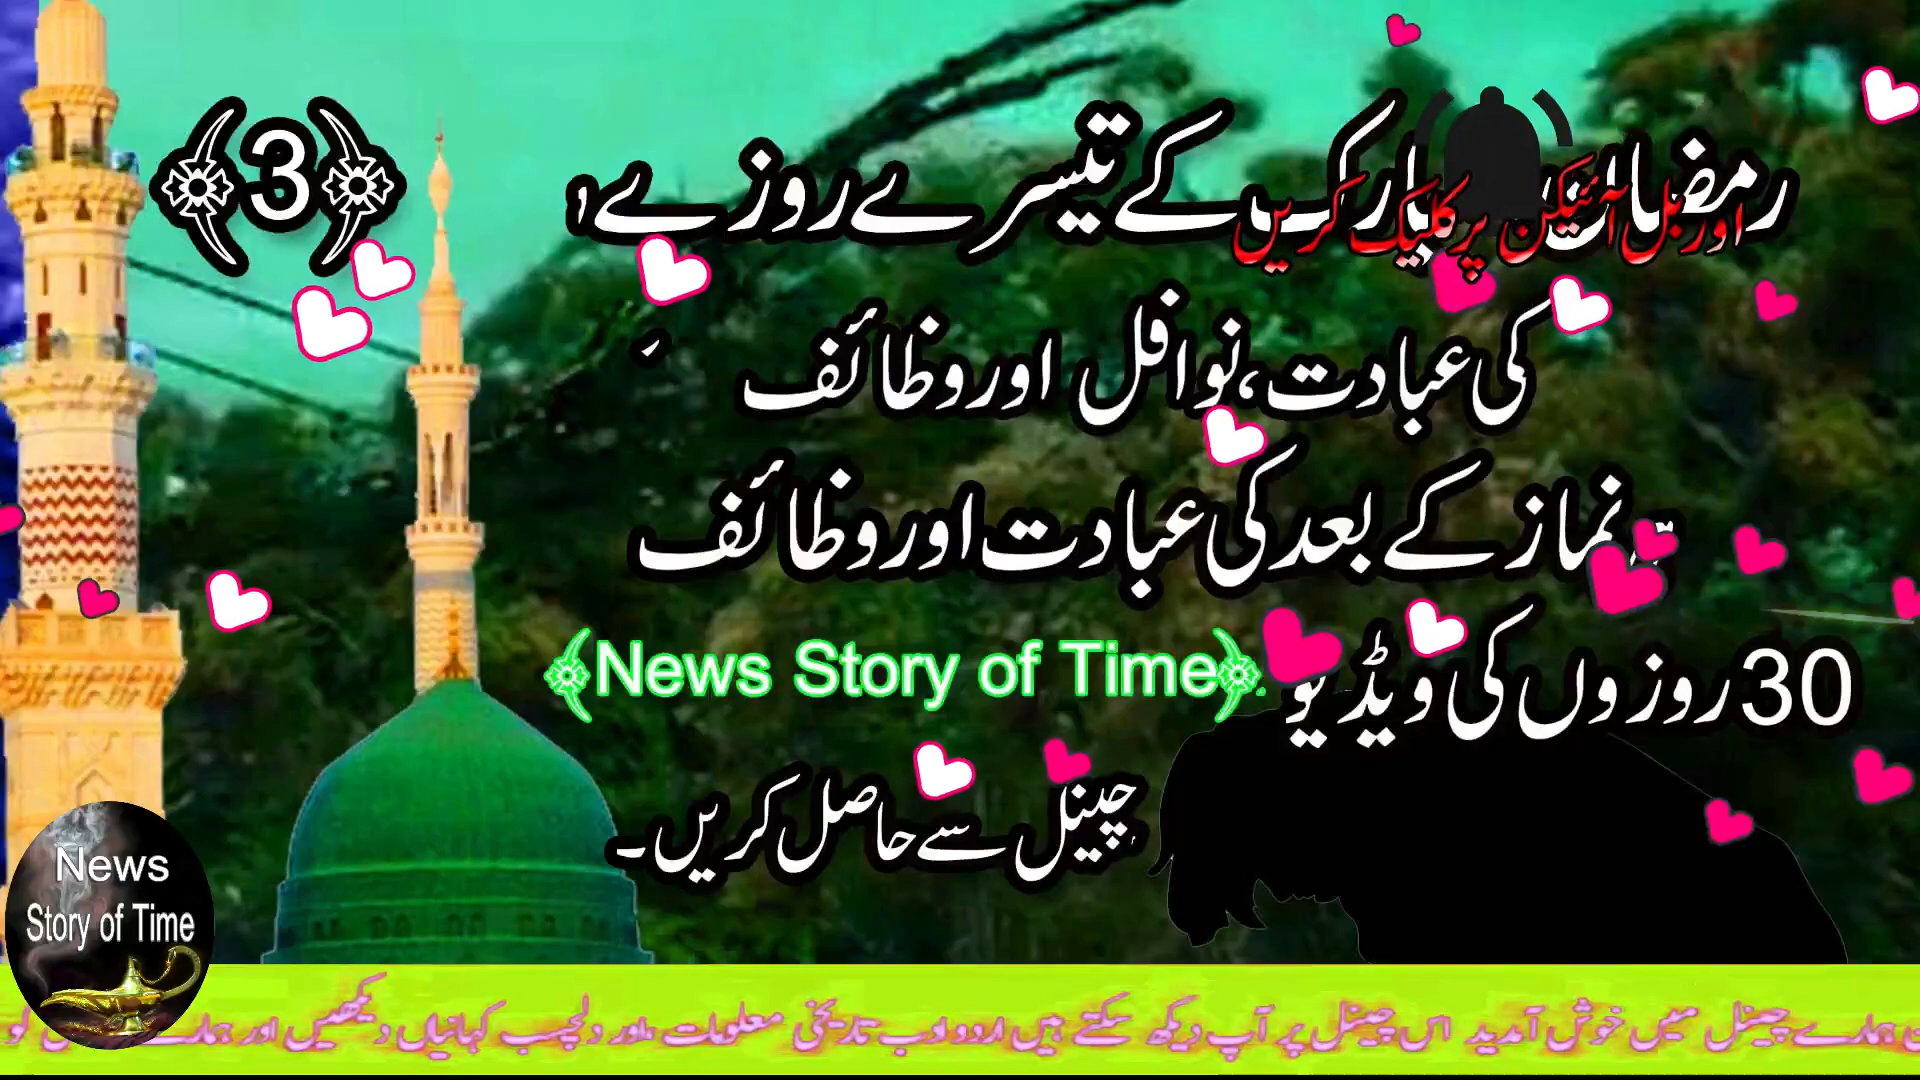 ﴾3﴿
رمضان المبارک کے تیسرے روزے
اور بل آئیکن پر کلیک کریں
کی عبادت، نوافل اور وظائف
نماز کے بعد کی عبادت اور وظائف
30 روزوں کی ویڈیو ﴾News Story of Time﴿
چینل سے حاصل کریں۔
News
Story of Time
ہمارے چینل میں خوش آمدید اس چینل پر آپ دیکھ سکتے ہیں اردو ادب تاریخی معلومات اور دلچسپ کہانیاں دیکھیں اور ہمارے